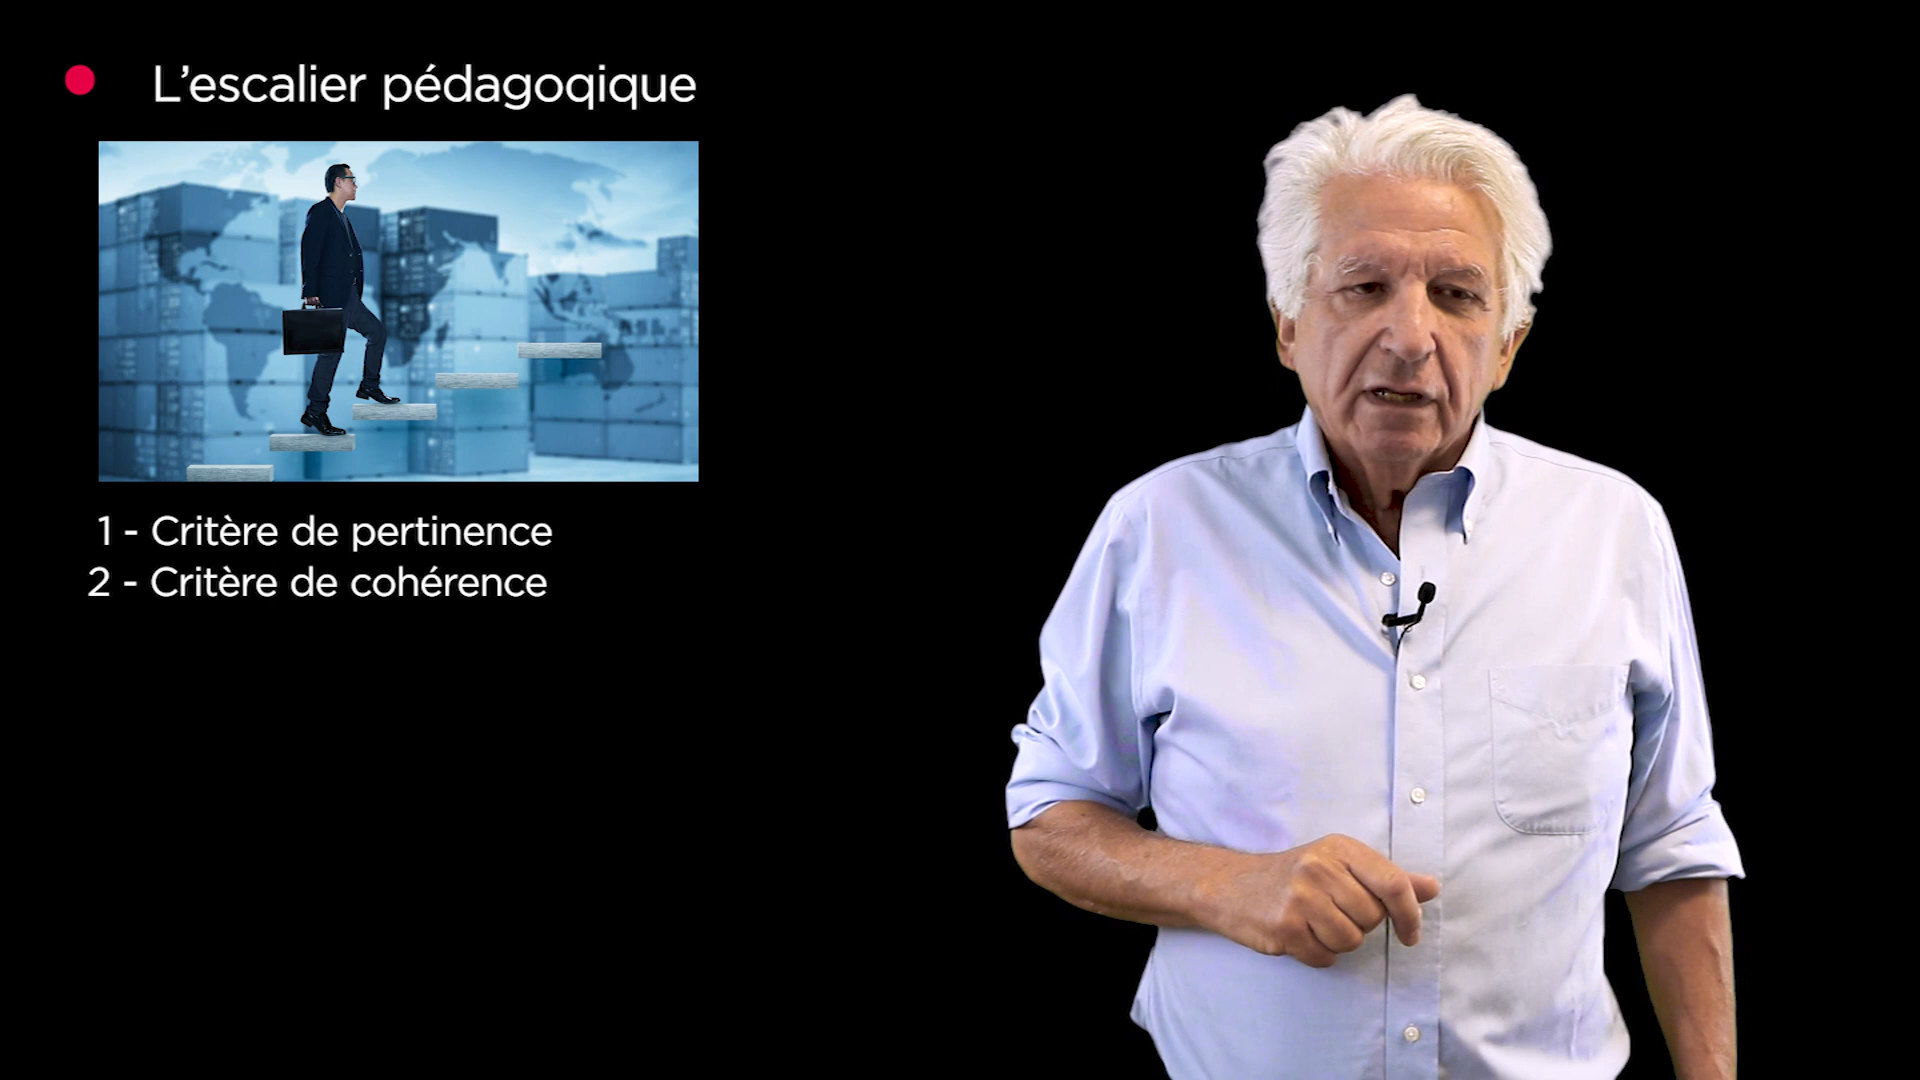 L’escalier pédagoqique
1 - Critère de pertinence
2 - Critère de cohérence